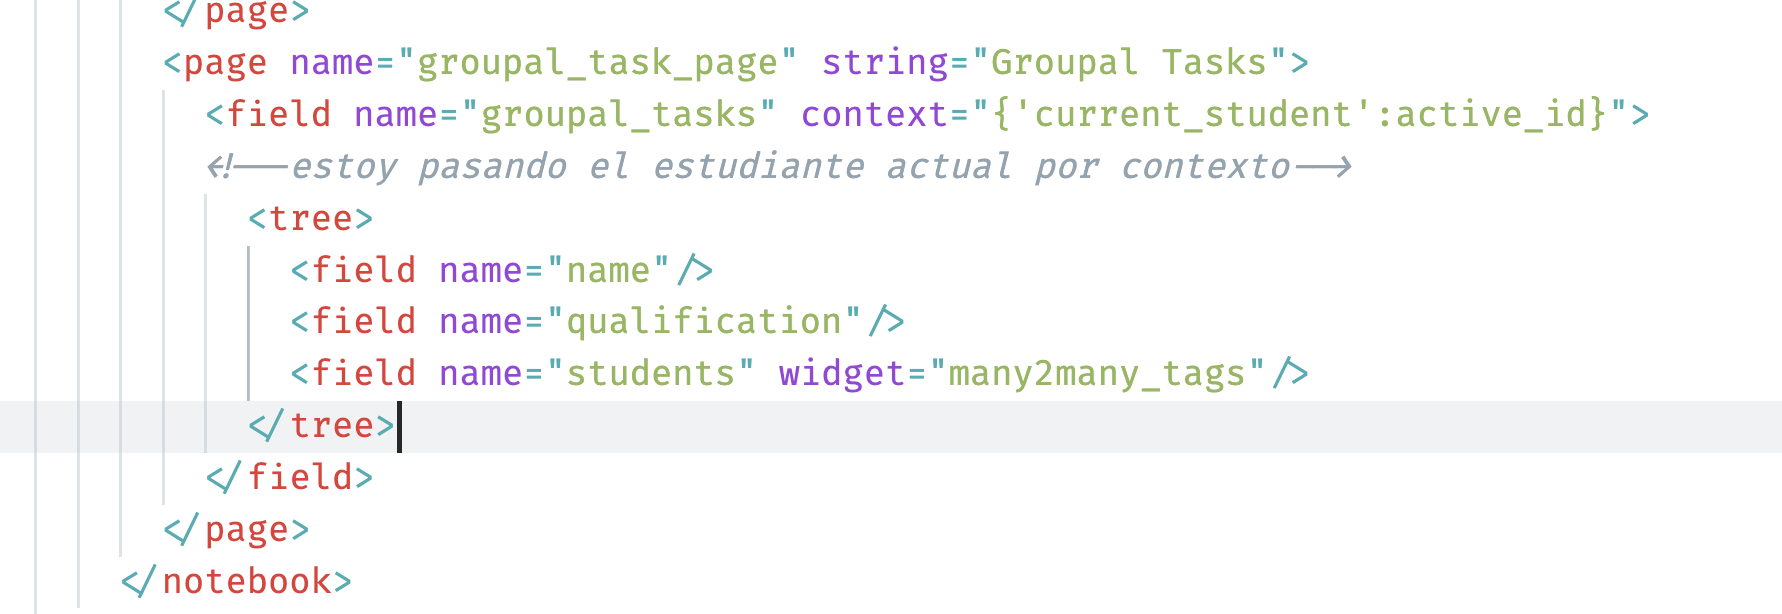 </page>
<page name="groupal_task_page" string="Groupal Tasks">
<field name="groupal_tasks" context="{'current_student':active_id}">
<!--estoy pasando el estudiante actual por contexto-->
<tree>
<field name="name"/>
<field name="qualification"/>
<field name="students" widget="many2many_tags"/>
</tree>
</field>
</page>
</notebook>